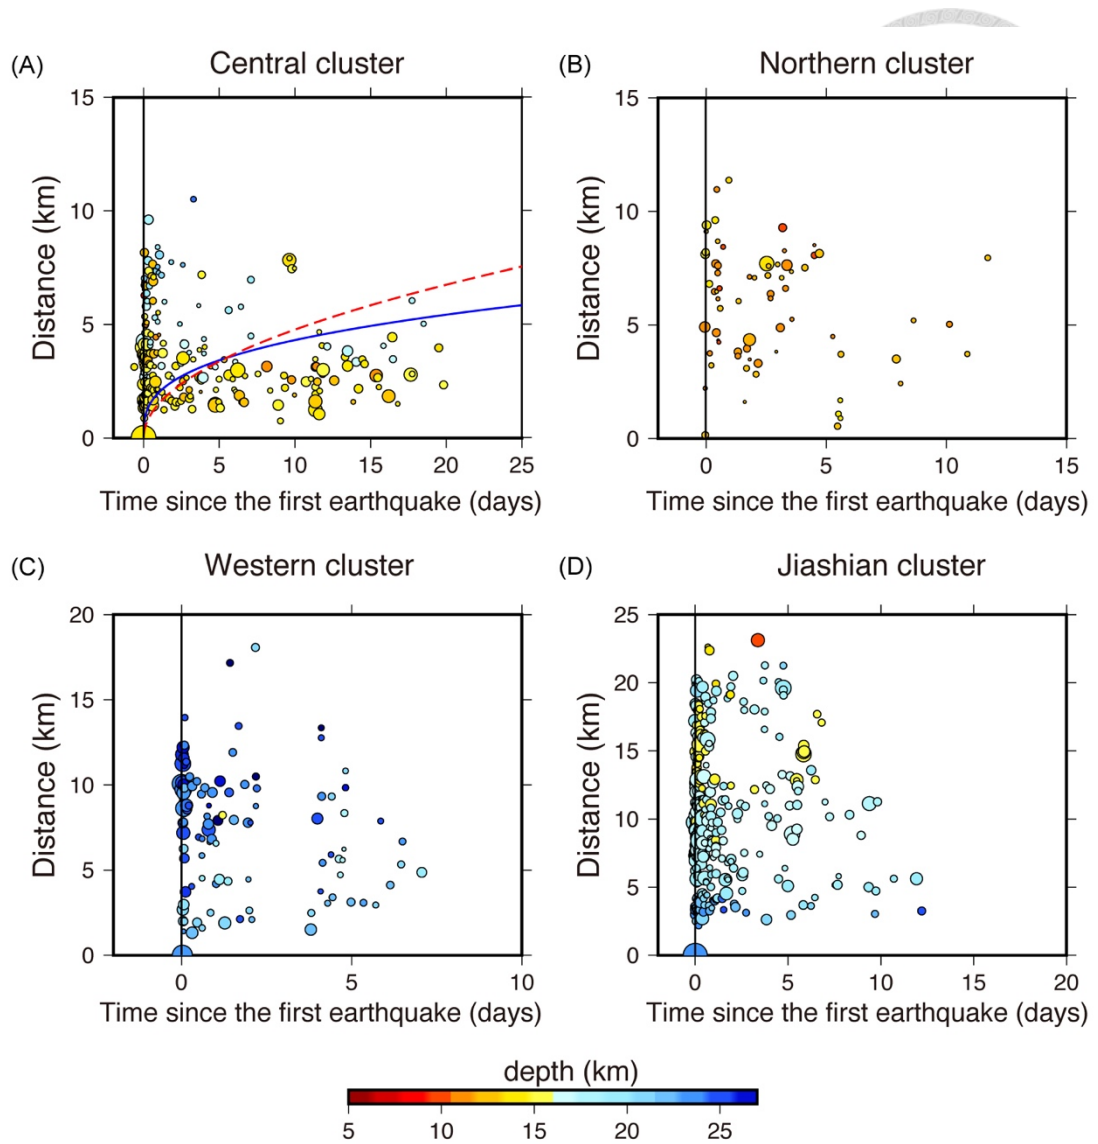 (A) Central cluster
15
10
5
0
Distance (km)
0 5 10 15 20 25
Time since the first earthquake (days)
(B) Northern cluster
15
10
5
0
Distance (km)
0 5 10 15
Time since the first earthquake (days)
(C) Western cluster
20
15
10
5
0
Distance (km)
0 5 10
Time since the first earthquake (days)
(D) Jiashian cluster
25
20
15
10
5
0
Distance (km)
0 5 10 15 20
Time since the first earthquake (days)
depth (km)
5 10 15 20 25